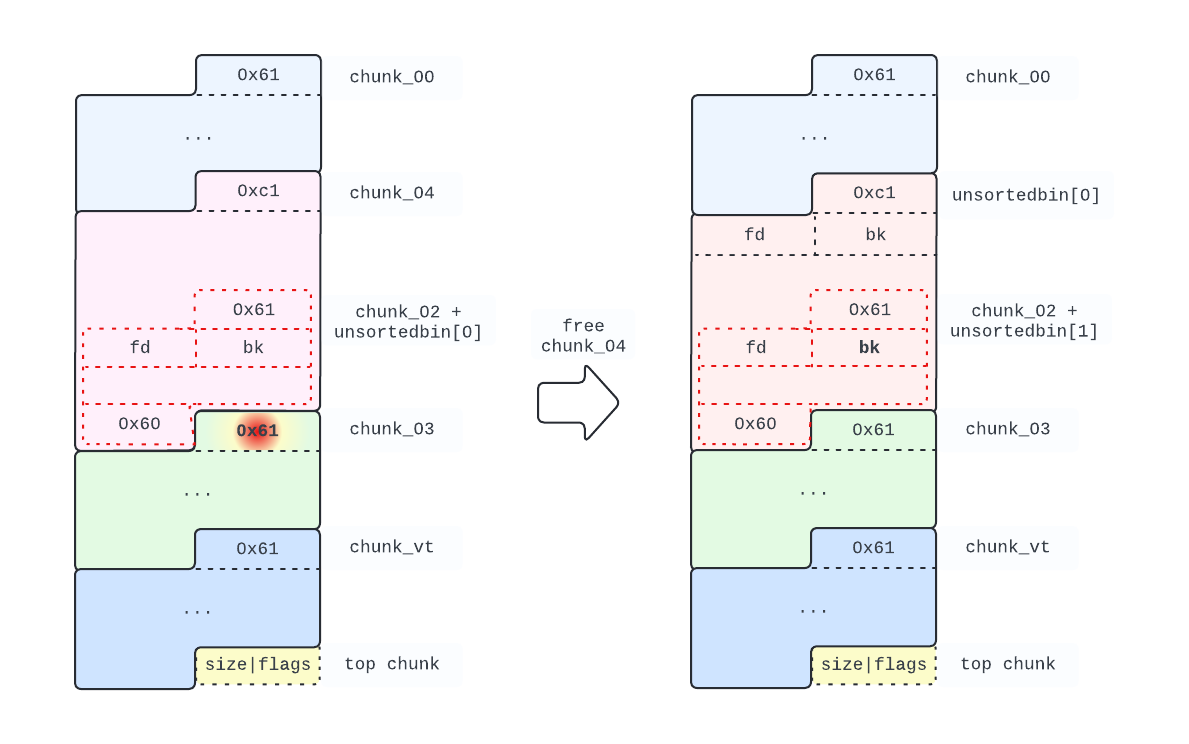 0x61
chunk_00
...
0xc1
chunk_04
0x61
chunk_02 +
unsortedbin[0]
fd
bk
0x60
0x61
chunk_03
...
0x61
chunk_vt
...
size|flags
top chunk
free
chunk_04
0x61
chunk_00
...
0xc1
unsortedbin[0]
fd
bk
0x61
chunk_02 +
unsortedbin[1]
fd
bk
0x60
0x61
chunk_03
...
0x61
chunk_vt
...
size|flags
top chunk